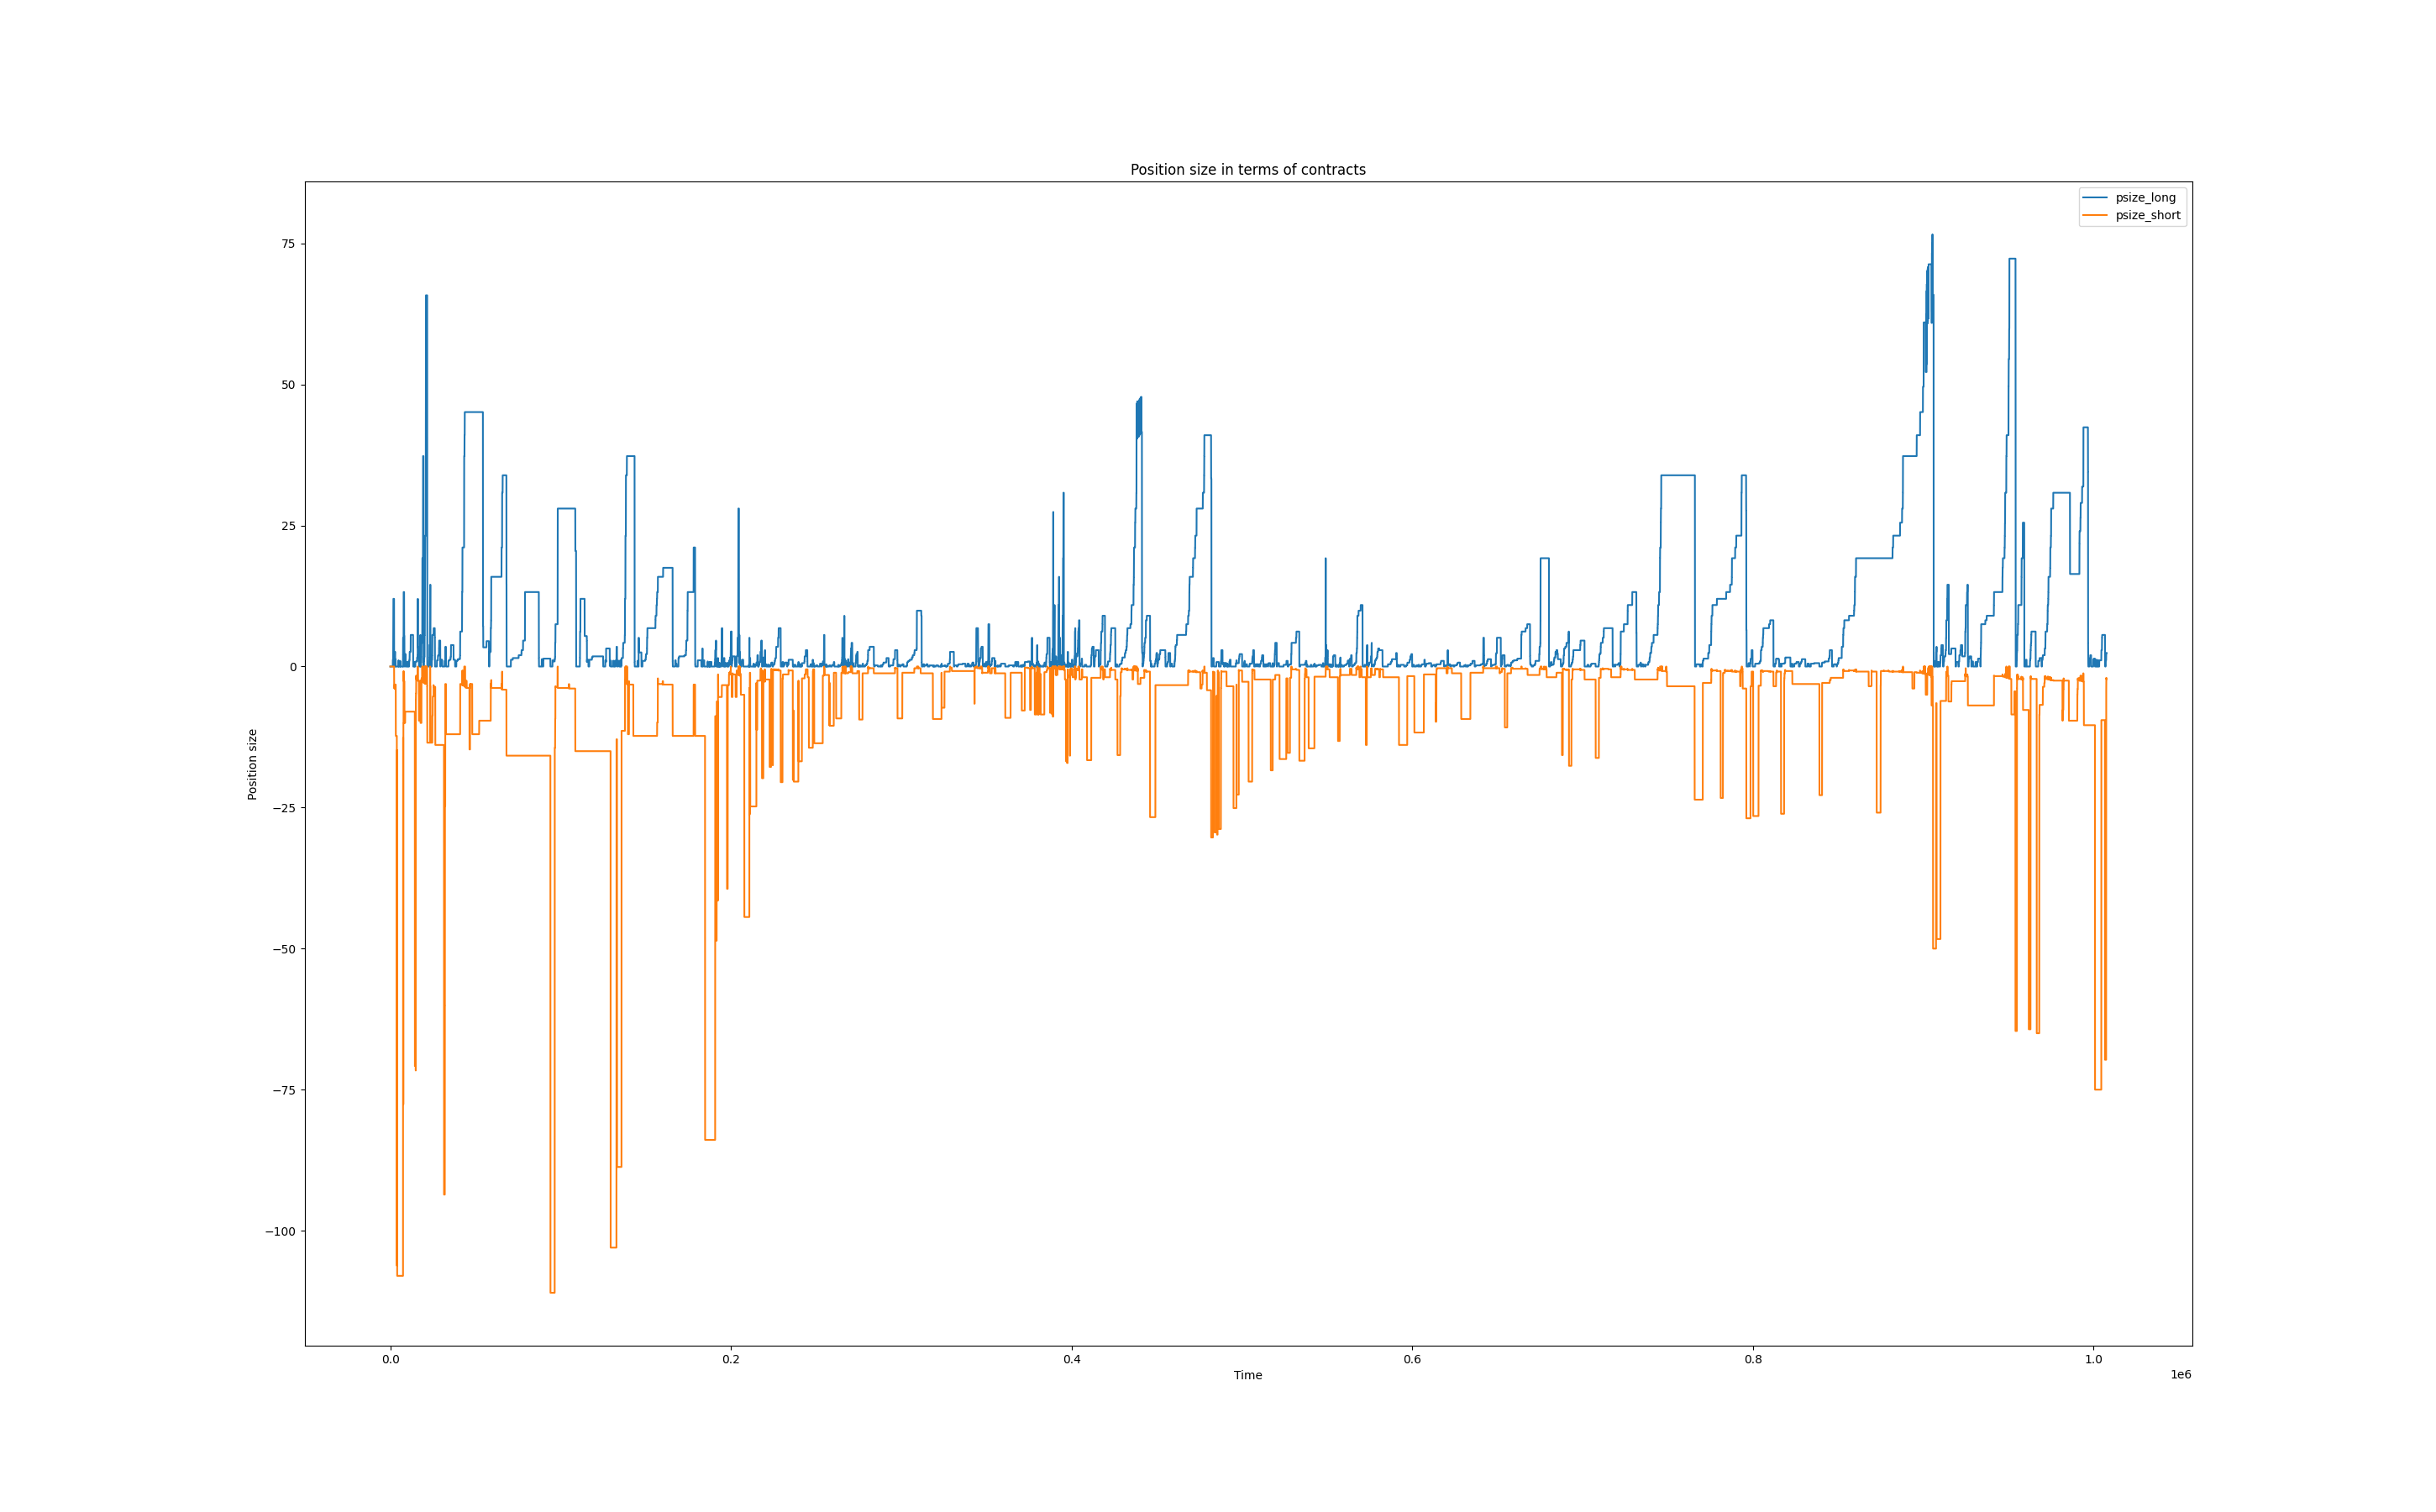 Position size in terms of contracts
psize_long
psize_short
75
50
25
0
−25
−50
−75
−100
Position size
0.0
0.2
0.4
0.6
0.8
1.0
Time
1e6